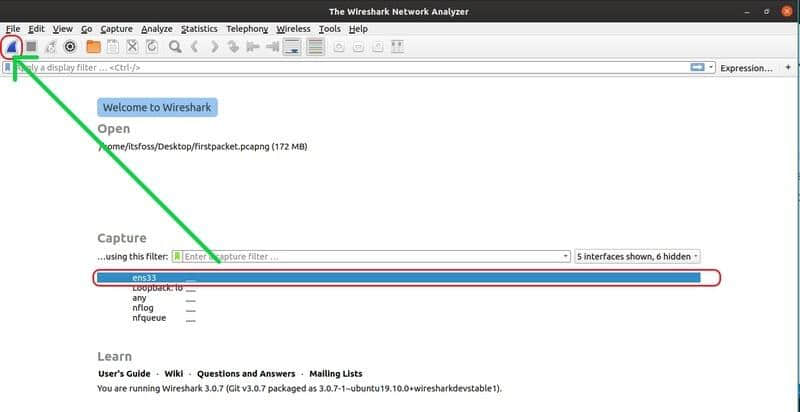 The Wireshark Network Analyzer
File Edit View Go Capture Analyze Statistics Telephony Wireless Tools Help
Apply a display filter ... <Ctrl-/> Expression... +
Welcome to Wireshark
Open
/home/itsfoss/Desktop/firstpacket.pcapng (172 MB)
Capture
...using this filter: Enter a capture filter ... 5 interfaces shown, 6 hidden
ens33
Loopback: lo
any
nflog
nfqueue
Learn
User's Guide · Wiki · Questions and Answers · Mailing Lists
You are running Wireshark 3.0.7 (Git v3.0.7 packaged as 3.0.7-1~ubuntu19.10.0+wiresharkdevstable1).